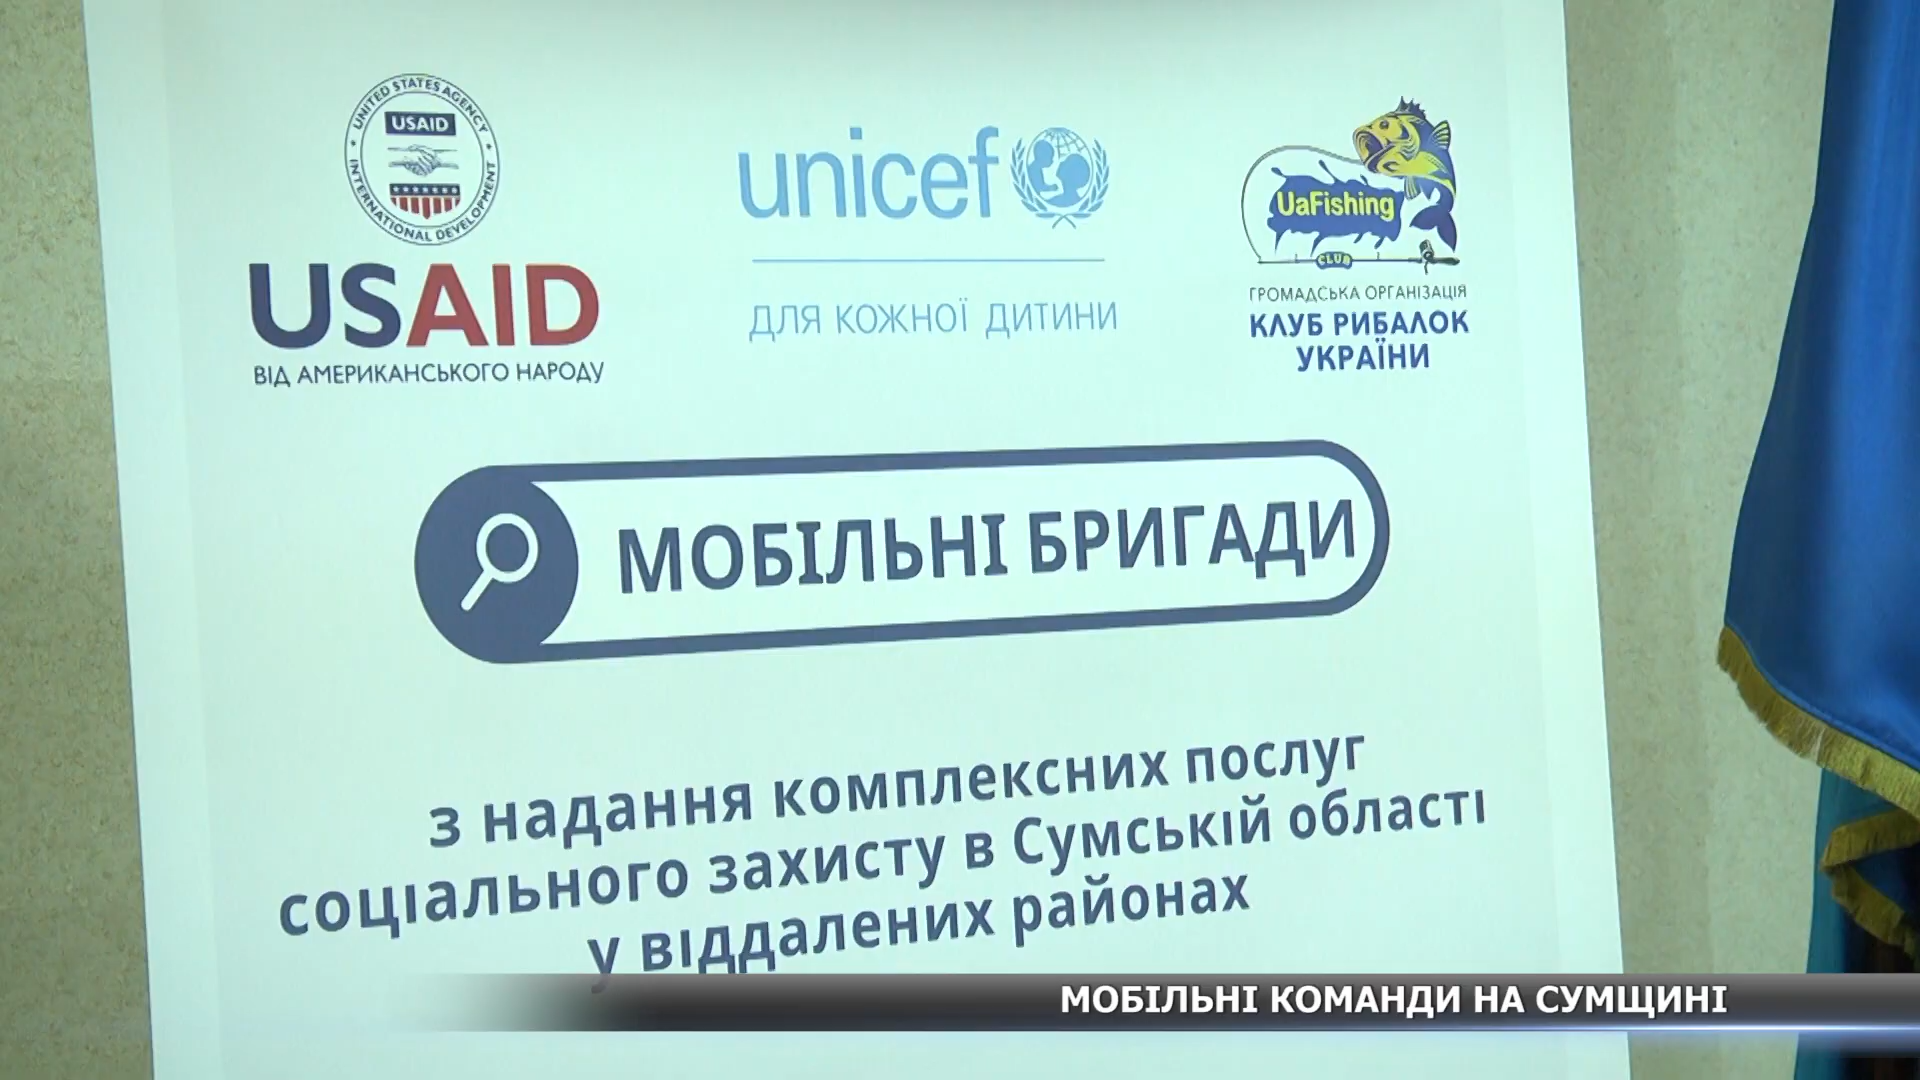 UNITED STATES AGENCY
USAID
INTERNATIONAL DEVELOPMENT
USAID
ВІД АМЕРИКАНСЬКОГО НАРОДУ
unicef
ДЛЯ КОЖНОЇ ДИТИНИ
UaFishing
CLUB
ГРОМАДСЬКА ОРГАНІЗАЦІЯ
КЛУБ РИБАЛОК
УКРАЇНИ
МОБІЛЬНІ БРИГАДИ
з надання комплексних послуг
соціального захисту в Сумській області
у віддалених районах
МОБІЛЬНІ КОМАНДИ НА СУМЩИНІ